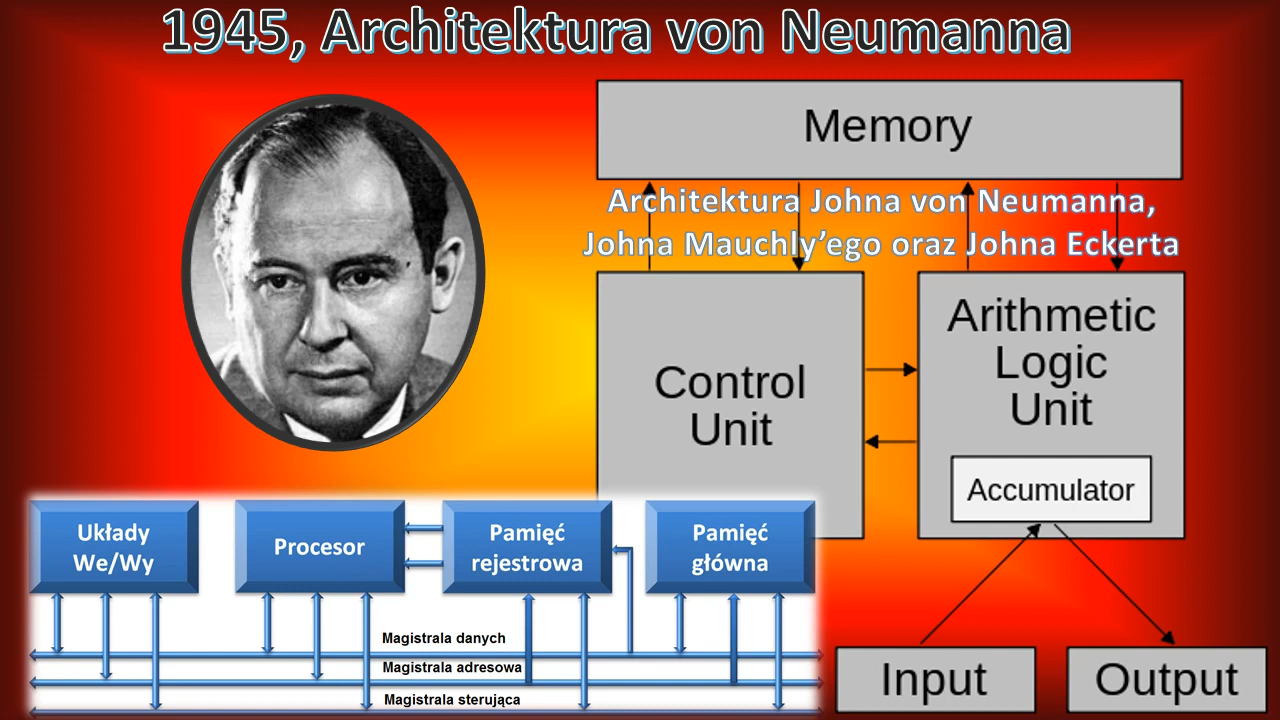 1945, Architektura von Neumanna
Memory
Architektura Johna von Neumanna,
Johna Mauchly’ego oraz Johna Eckerta
Control
Unit
Arithmetic
Logic
Unit
Accumulator
Input
Output
Układy
We/Wy
Procesor
Pamięć
rejestrowa
Pamięć
główna
Magistrala danych
Magistrala adresowa
Magistrala sterująca